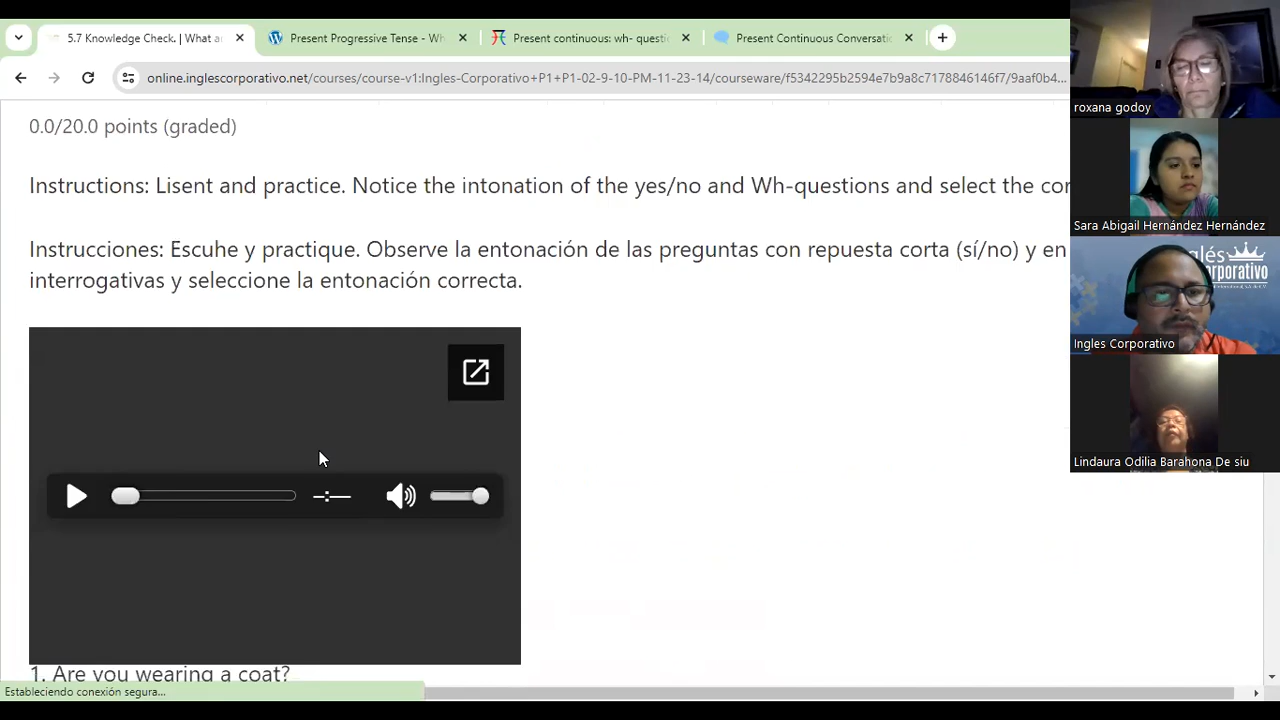 5.7 Knowledge Check. | What a
Present Progressive Tense - Wh
Present continuous: wh- questi
Present Continuous Conversatio
online.inglescorporativo.net/courses/course-v1:Ingles-Corporativo+P1+P1-02-9-10-PM-11-23-14/courseware/f5342295b2594e7b9a8c7178846146f7/9aaf0b4...
0.0/20.0 points (graded)
Instructions: Lisent and practice. Notice the intonation of the yes/no and Wh-questions and select the cor
Instrucciones: Escuhe y practique. Observe la entonación de las preguntas con repuesta corta (sí/no) y en
interrogativas y seleccione la entonación correcta.
-:--
1. Are you wearing a coat?
Estableciendo conexión segura...
roxana godoy
Sara Abigail Hernández Hernández
Ingles Corporativo
Lindaura Odilia Barahona De siu